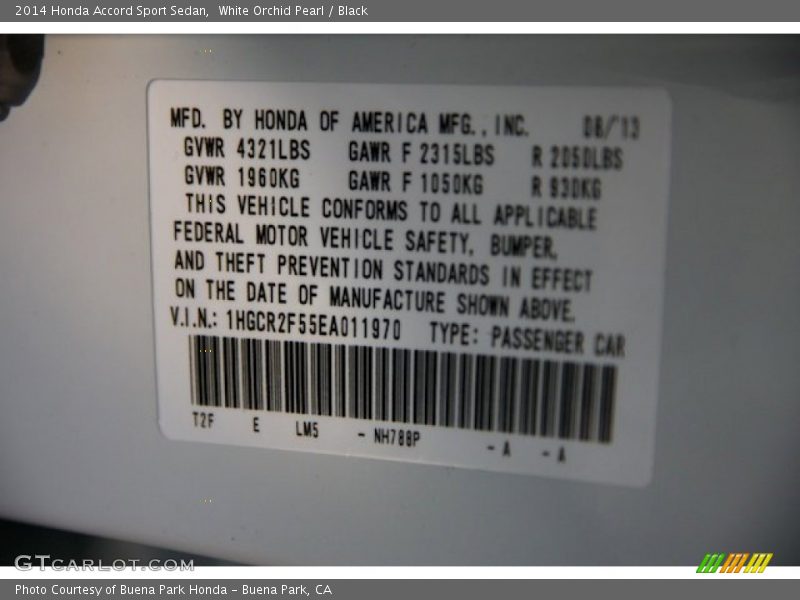 2014 Honda Accord Sport Sedan,  White Orchid Pearl / Black
MFD. BY HONDA OF AMERICA MFG., INC. 08/13
GVWR 4321LBS GAWR F 2315LBS R 2050LBS
GVWR 1960KG GAWR F 1050KG R 930KG
THIS VEHICLE CONFORMS TO ALL APPLICABLE
FEDERAL MOTOR VEHICLE SAFETY, BUMPER,
AND THEFT PREVENTION STANDARDS IN EFFECT
ON THE DATE OF MANUFACTURE SHOWN ABOVE.
V.I.N.: 1HGCR2F55EA011970 TYPE: PASSENGER CAR
T2F E LM5 - NH788P - A - A
GTCARLOT.COM
Photo Courtesy of Buena Park Honda - Buena Park, CA